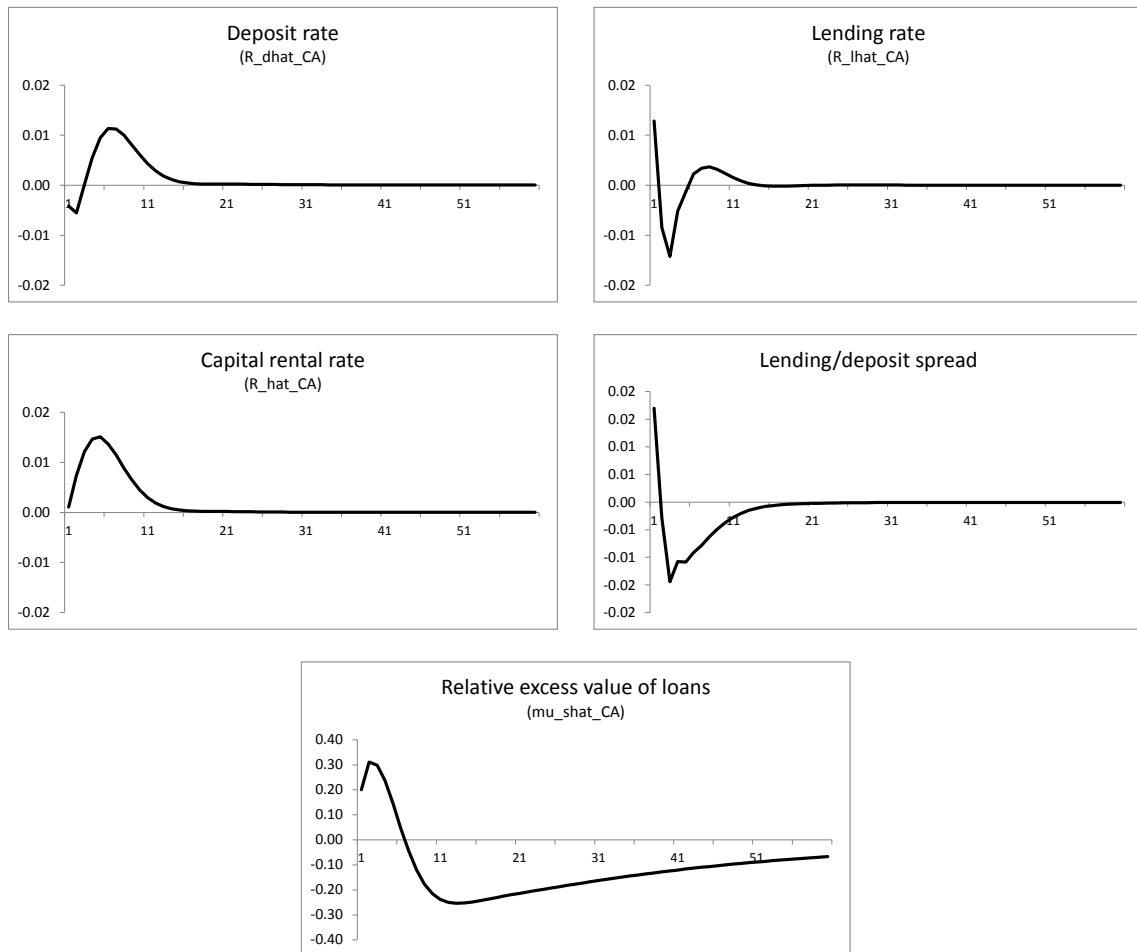 Deposit rate
(R_dhat_CA)
0.02
0.01
0.00
1 11 21 31 41 51
-0.01
-0.02
Lending rate
(R_lhat_CA)
0.02
0.01
0.00
1 11 21 31 41 51
-0.01
-0.02
Capital rental rate
(R_hat_CA)
0.02
0.01
0.00
1 11 21 31 41 51
-0.01
-0.02
Lending/deposit spread
0.02
0.02
0.01
0.01
0.00
1 11 21 31 41 51
-0.01
-0.01
-0.02
-0.02
Relative excess value of loans
(mu_shat_CA)
0.40
0.30
0.20
0.10
0.00
1 11 21 31 41 51
-0.10
-0.20
-0.30
-0.40